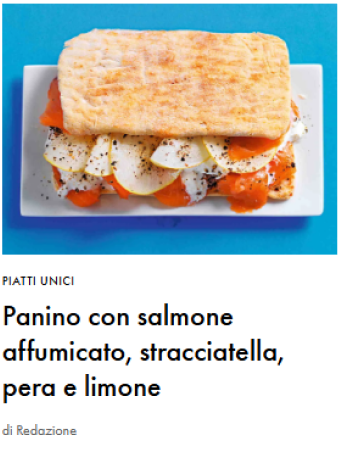 PIATTI UNICI
Panino con salmone
affumicato, stracciatella,
pera e limone
di Redazione